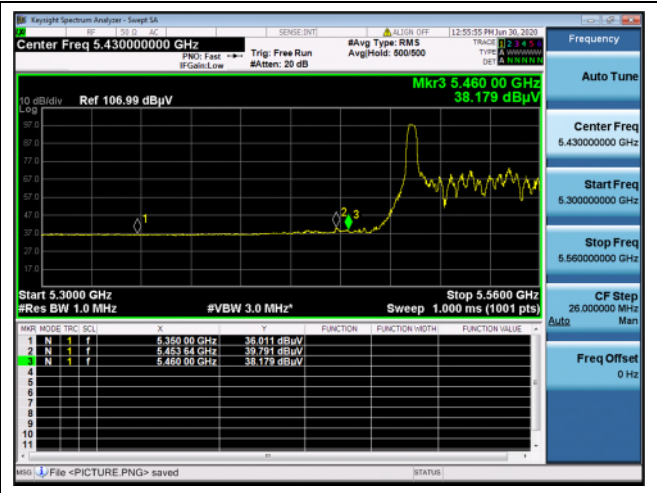 Keysight Spectrum Analyzer - Swept SA
RF 50 Ω AC SENSE:INT ALIGN OFF 12:55:55 PM Jun 30, 2020
Center Freq 5.430000000 GHz #Avg Type: RMS TRACE 1 2 3 4 5 6
PNO: Fast Trig: Free Run Avg|Hold: 500/500 TYPE A WWWWW
IFGain:Low #Atten: 20 dB DET A N N N N N
Mkr3 5.460 00 GHz
38.179 dBµV
10 dB/div Ref 106.99 dBµV
Log
97.0
87.0
77.0
67.0
57.0
47.0
37.0
27.0
17.0
1
2
3
Start 5.3000 GHz Stop 5.5600 GHz
#Res BW 1.0 MHz #VBW 3.0 MHz* Sweep 1.000 ms (1001 pts)
MKR MODE TRC SCL X Y FUNCTION FUNCTION WIDTH FUNCTION VALUE
1 N 1 f 5.350 00 GHz 36.011 dBµV
2 N 1 f 5.453 64 GHz 39.791 dBµV
3 N 1 f 5.460 00 GHz 38.179 dBµV
4
5
6
7
8
9
10
11
MSG File <PICTURE.PNG> saved STATUS
Frequency
Auto Tune
Center Freq
5.430000000 GHz
Start Freq
5.300000000 GHz
Stop Freq
5.560000000 GHz
CF Step
26.000000 MHz
Auto Man
Freq Offset
0 Hz